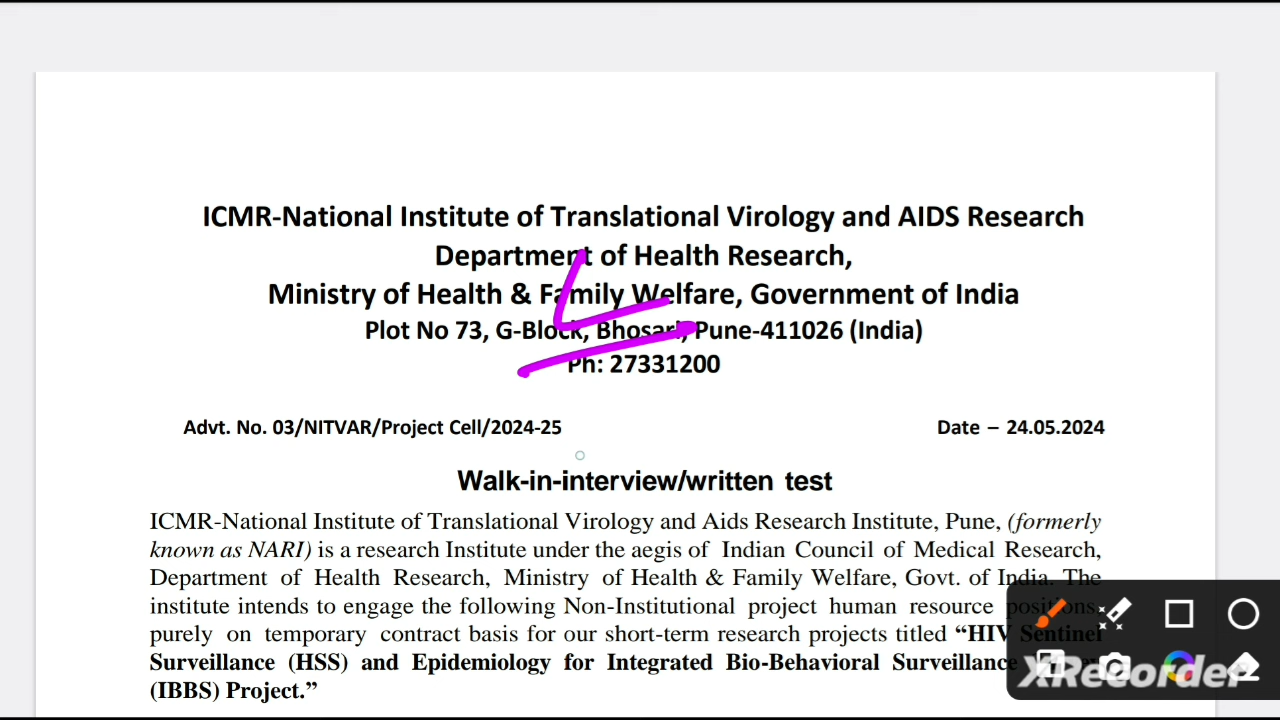 ICMR-National Institute of Translational Virology and AIDS Research
Department of Health Research,
Ministry of Health & Family Welfare, Government of India
Plot No 73, G-Block, Bhosari, Pune-411026 (India)
Ph: 27331200
Advt. No. 03/NITVAR/Project Cell/2024-25 Date – 24.05.2024
Walk-in-interview/written test
ICMR-National Institute of Translational Virology and Aids Research Institute, Pune, (formerly
known as NARI) is a research Institute under the aegis of Indian Council of Medical Research,
Department of Health Research, Ministry of Health & Family Welfare, Govt. of India. The
institute intends to engage the following Non-Institutional project human resource positions,
purely on temporary contract basis for our short-term research projects titled “HIV Sentinel
Surveillance (HSS) and Epidemiology for Integrated Bio-Behavioral Surveillance
(IBBS) Project.”
XRecorder